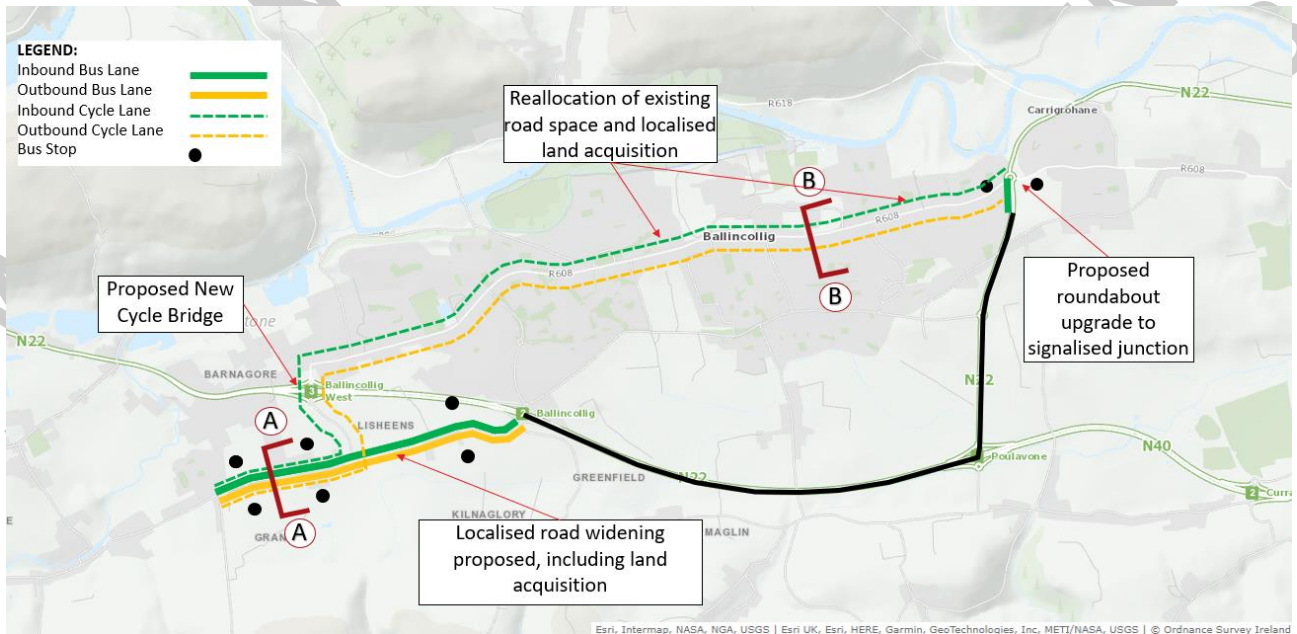 LEGEND:
Inbound Bus Lane
Outbound Bus Lane
Inbound Cycle Lane
Outbound Cycle Lane
Bus Stop
Reallocation of existing
road space and localised
land acquisition
R618
Carrigrohane
N22
R608
B
R608
Ballincollig
B
Proposed
roundabout
upgrade to
signalised junction
Proposed New
Cycle Bridge
R608
N22
BARNAGORE
3
Ballincollig
West
N22
A
LISHEENS
2
Ballincollig
N40
Poulavone
GREENFIELD
N22
2
KILNAGLORY
MAGLIN
A
Localised road widening
proposed, including land
acquisition
Esri, Intermap, NASA, NGA, USGS | Esri UK, Esri, HERE, Garmin, GeoTechnologies, Inc, METI/NASA, USGS | © Ordnance Survey Ireland